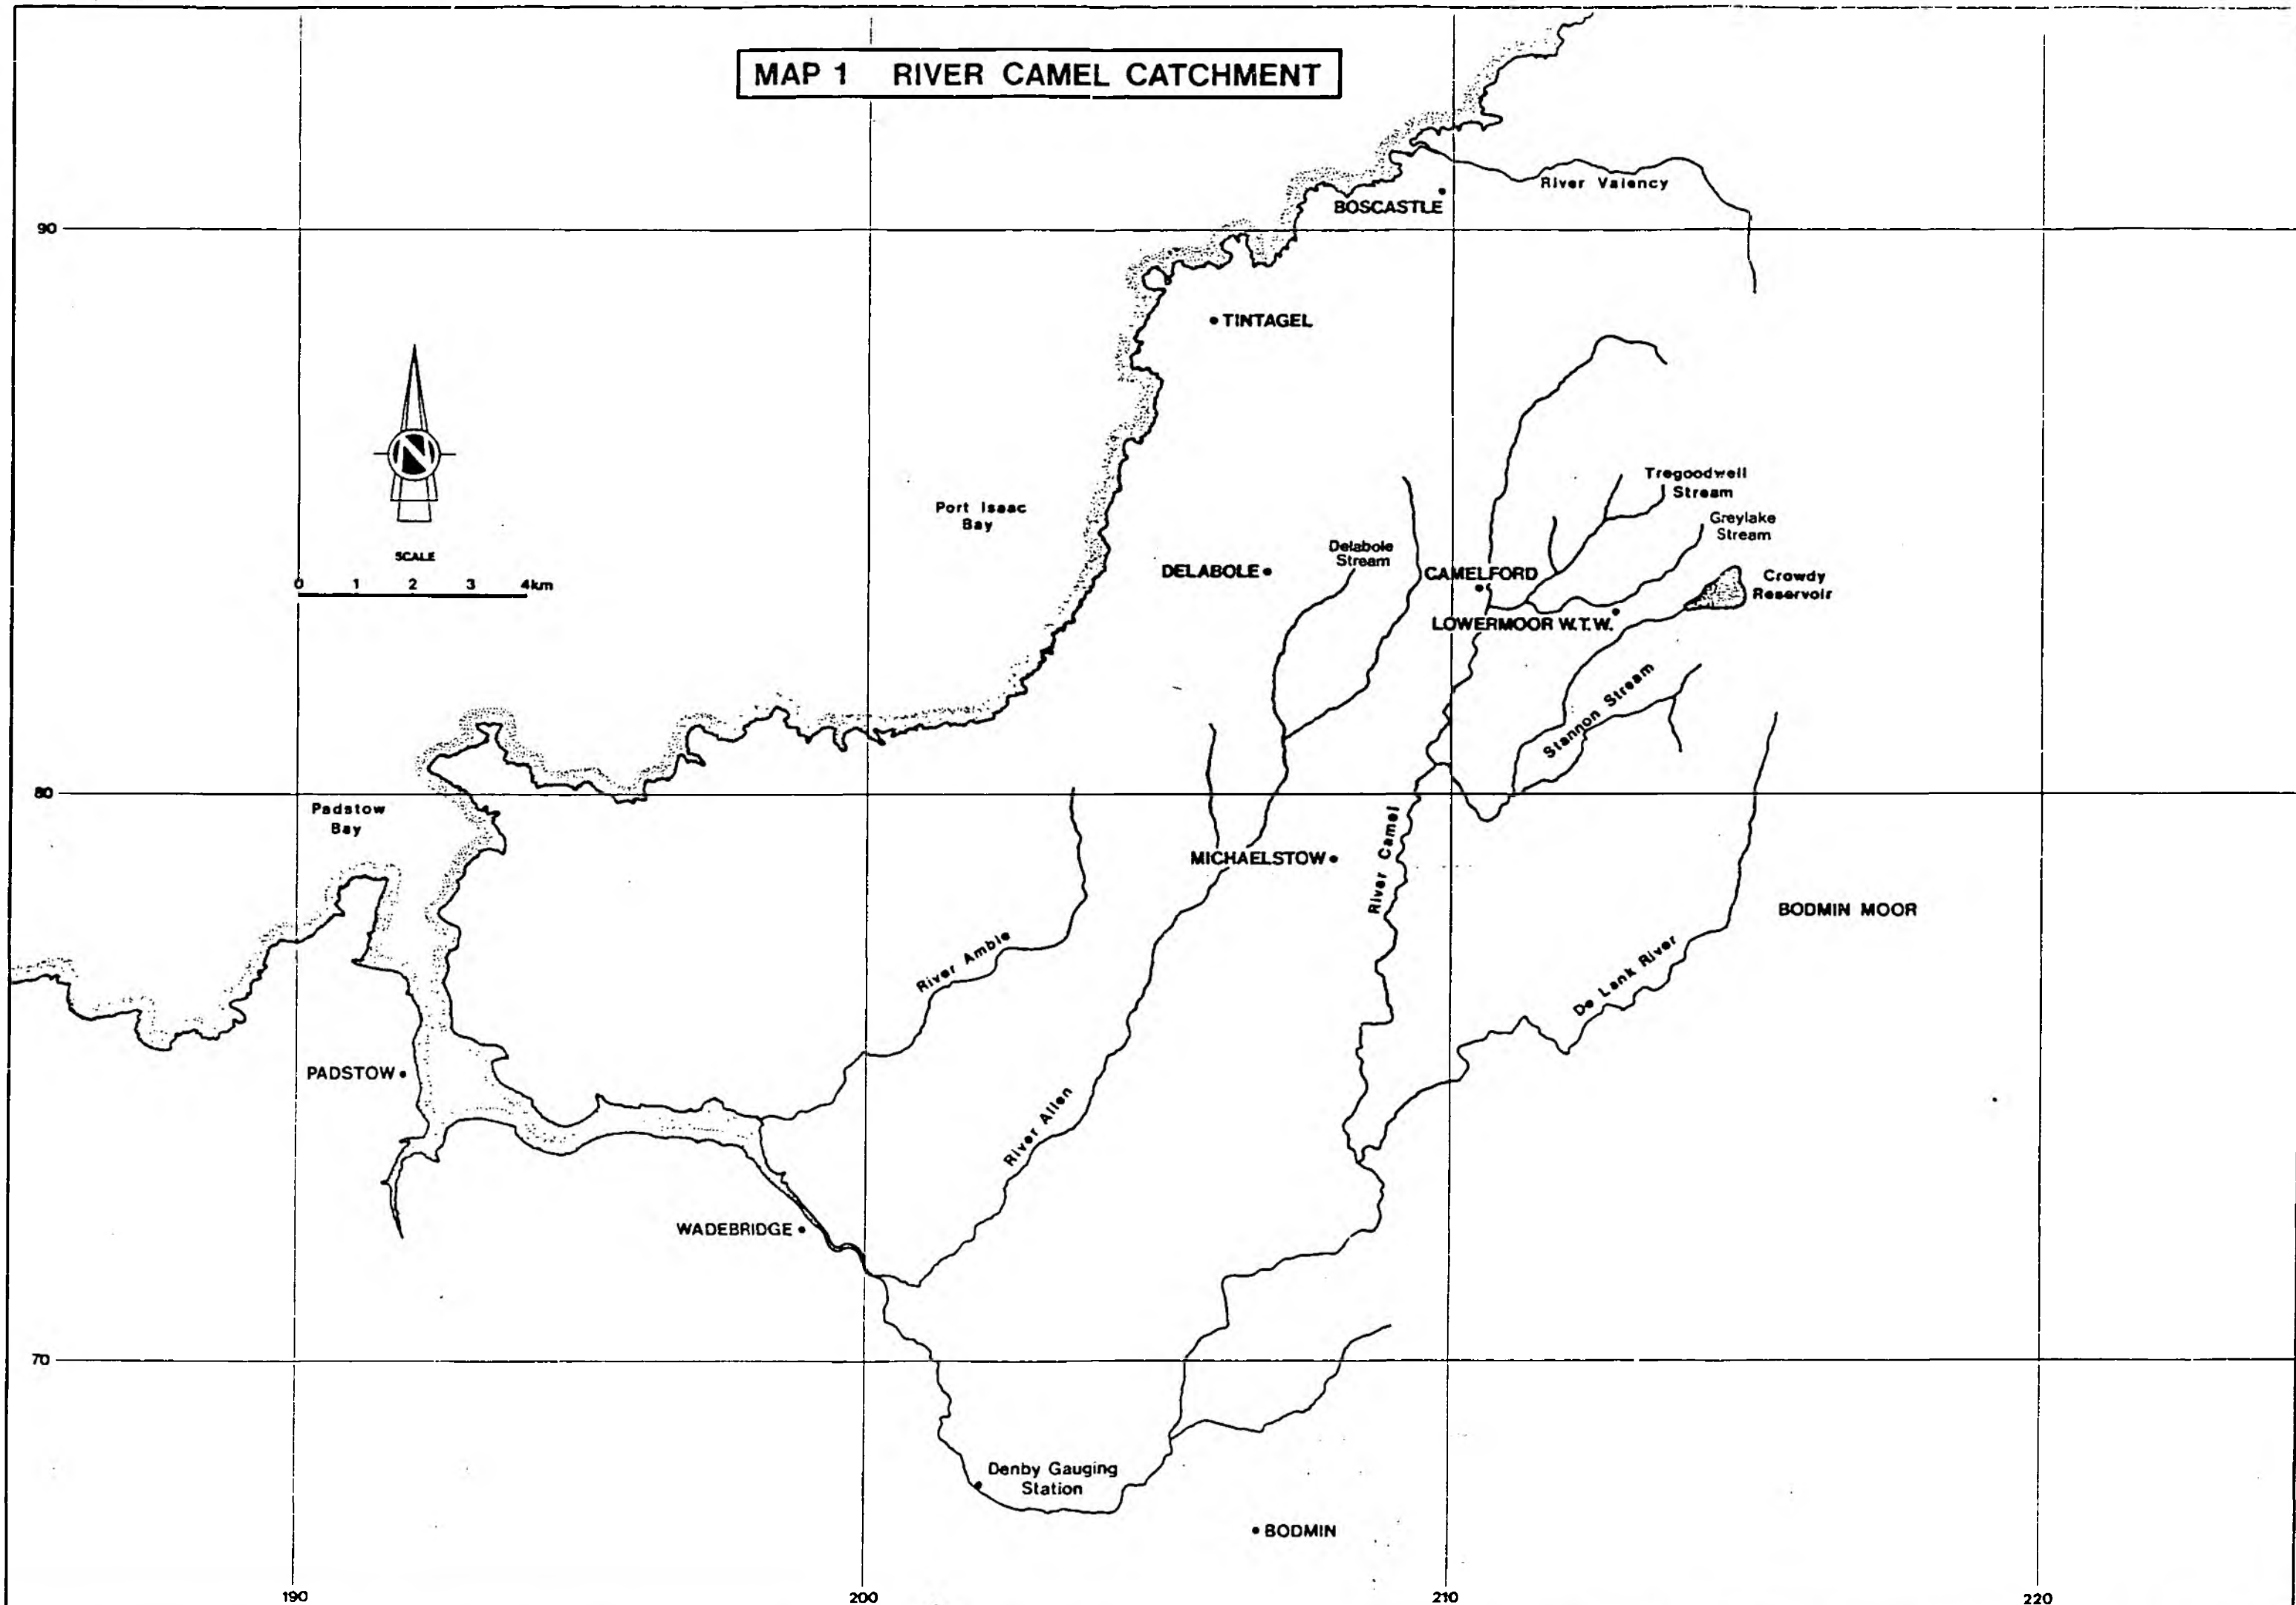 MAP 1 RIVER CAMEL CATCHMENT
River Valency
BOSCASTLE
90
TINTAGEL
N
Tregoodwell
Stream
Port Isaac
Bay
Greylake
Stream
SCALE
0 1 2 3 4km
Delabole
Stream
DELABOLE
CAMELFORD
Crowdy
Reservoir
LOWERMOOR W.T.W.
Stannon Stream
80
Padstow
Bay
River Camel
MICHAELSTOW
BODMIN MOOR
River Amble
De Lank River
PADSTOW
River Allen
WADEBRIDGE
70
Denby Gauging
Station
BODMIN
190
200
210
220